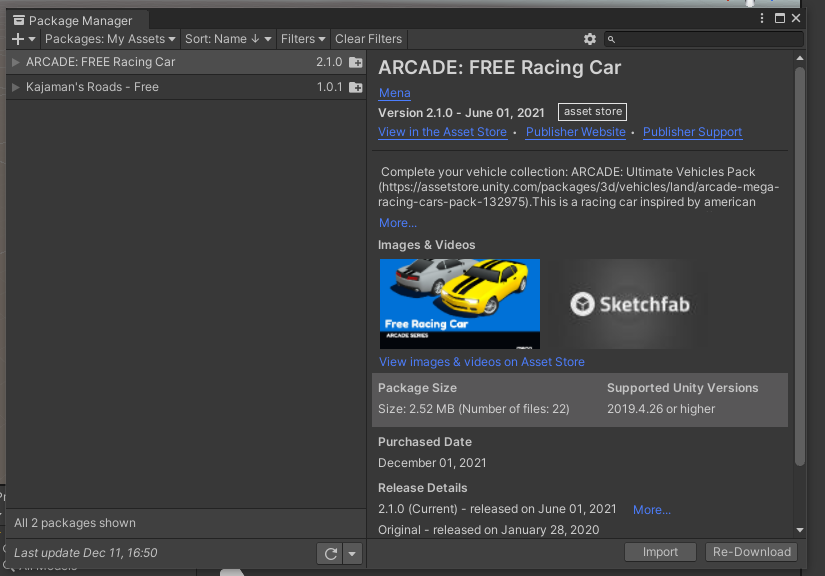 Package Manager
Packages: My Assets
Sort: Name ↓
Filters
Clear Filters
ARCADE: FREE Racing Car 2.1.0
Kajaman's Roads - Free 1.0.1
All 2 packages shown
Last update Dec 11, 16:50
ARCADE: FREE Racing Car
Mena
Version 2.1.0 - June 01, 2021 asset store
View in the Asset Store • Publisher Website • Publisher Support
Complete your vehicle collection: ARCADE: Ultimate Vehicles Pack
(https://assetstore.unity.com/packages/3d/vehicles/land/arcade-mega-
racing-cars-pack-132975).This is a racing car inspired by american
More...
Images & Videos
Free Racing Car
ARCADE SERIES
Sketchfab
View images & videos on Asset Store
Package Size
Size: 2.52 MB (Number of files: 22)
Supported Unity Versions
2019.4.26 or higher
Purchased Date
December 01, 2021
Release Details
2.1.0 (Current) - released on June 01, 2021 More...
Original - released on January 28, 2020
Import
Re-Download